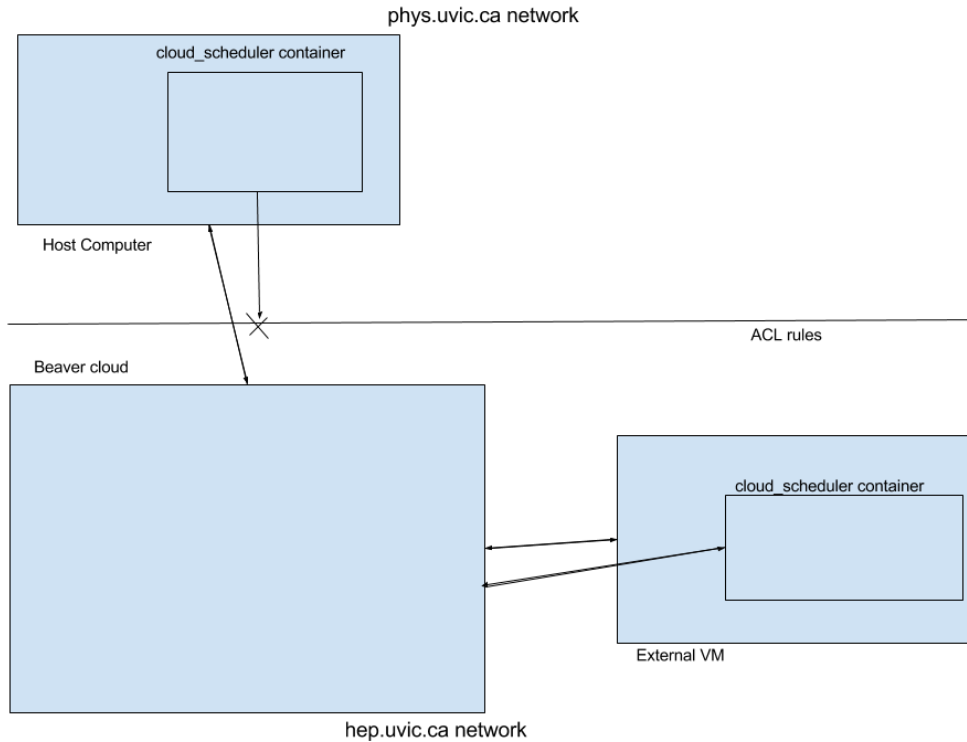 phys.uvic.ca network
cloud_scheduler container
Host Computer
ACL rules
Beaver cloud
cloud_scheduler container
External VM
hep.uvic.ca network